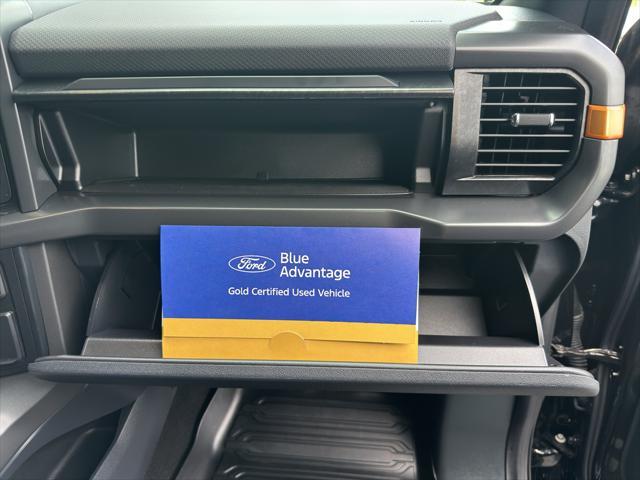 Ford
Blue
Advantage
Gold Certified Used Vehicle